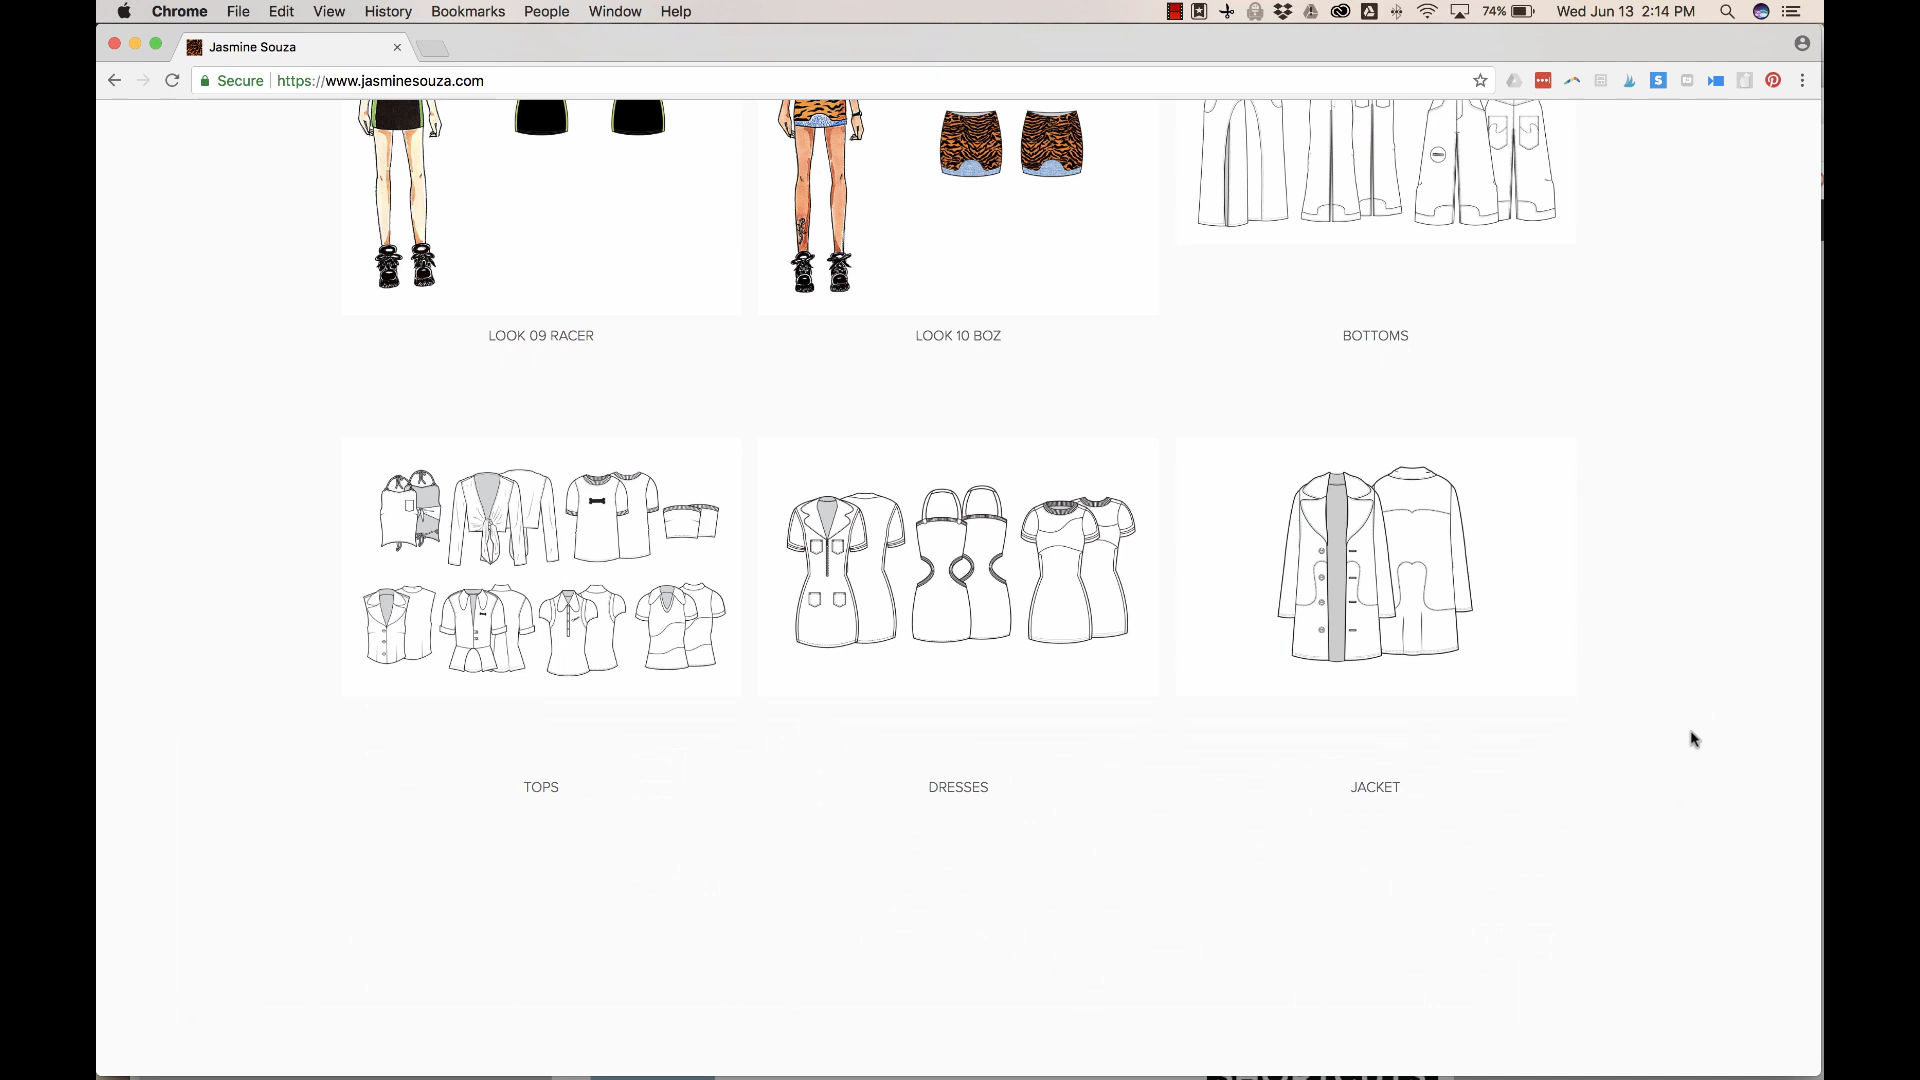 Chrome File Edit View History Bookmarks People Window Help 74% Wed Jun 13 2:14 PM
Jasmine Souza
Secure https://www.jasminesouza.com
LOOK 09 RACER
LOOK 10 BOZ
BOTTOMS
TOPS
DRESSES
JACKET